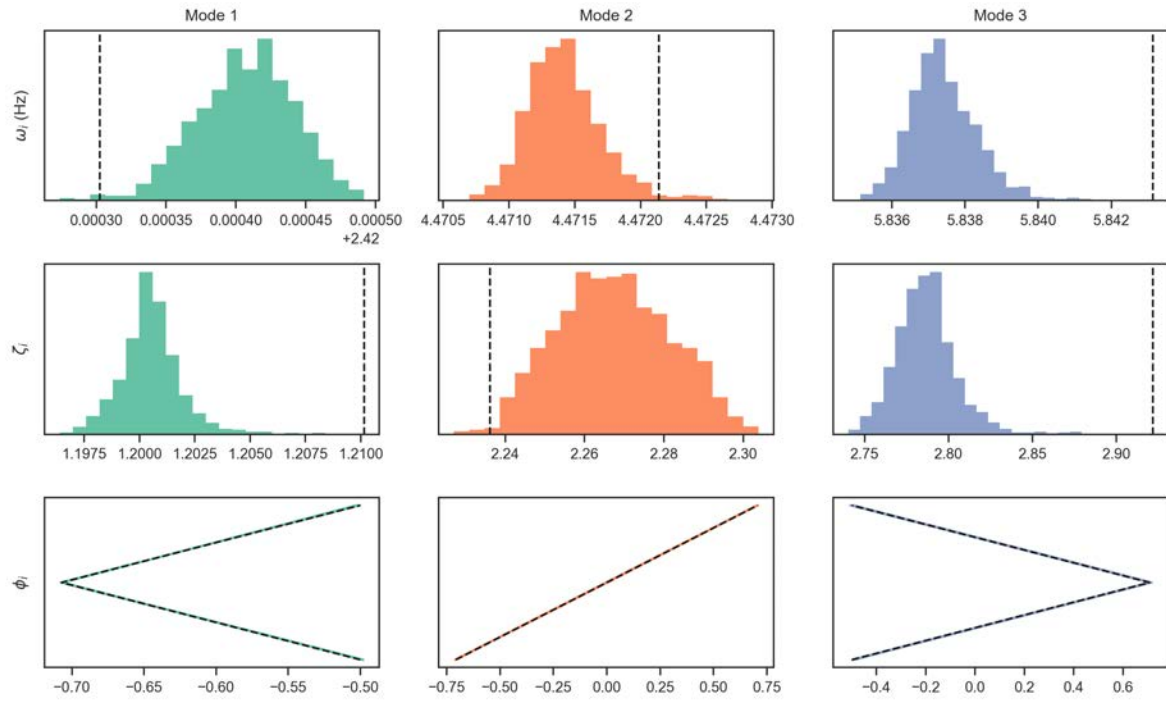 Mode 1 Mode 2 Mode 3
ωᵢ (Hz)
0.00030 0.00035 0.00040 0.00045 0.00050 4.4705 4.4710 4.4715 4.4720 4.4725 4.4730 5.836 5.838 5.840 5.842
+2.42
ζᵢ
1.1975 1.2000 1.2025 1.2050 1.2075 1.2100 2.24 2.26 2.28 2.30 2.75 2.80 2.85 2.90
ϕᵢ
−0.70 −0.65 −0.60 −0.55 −0.50 −0.75 −0.50 −0.25 0.00 0.25 0.50 0.75 −0.4 −0.2 0.0 0.2 0.4 0.6